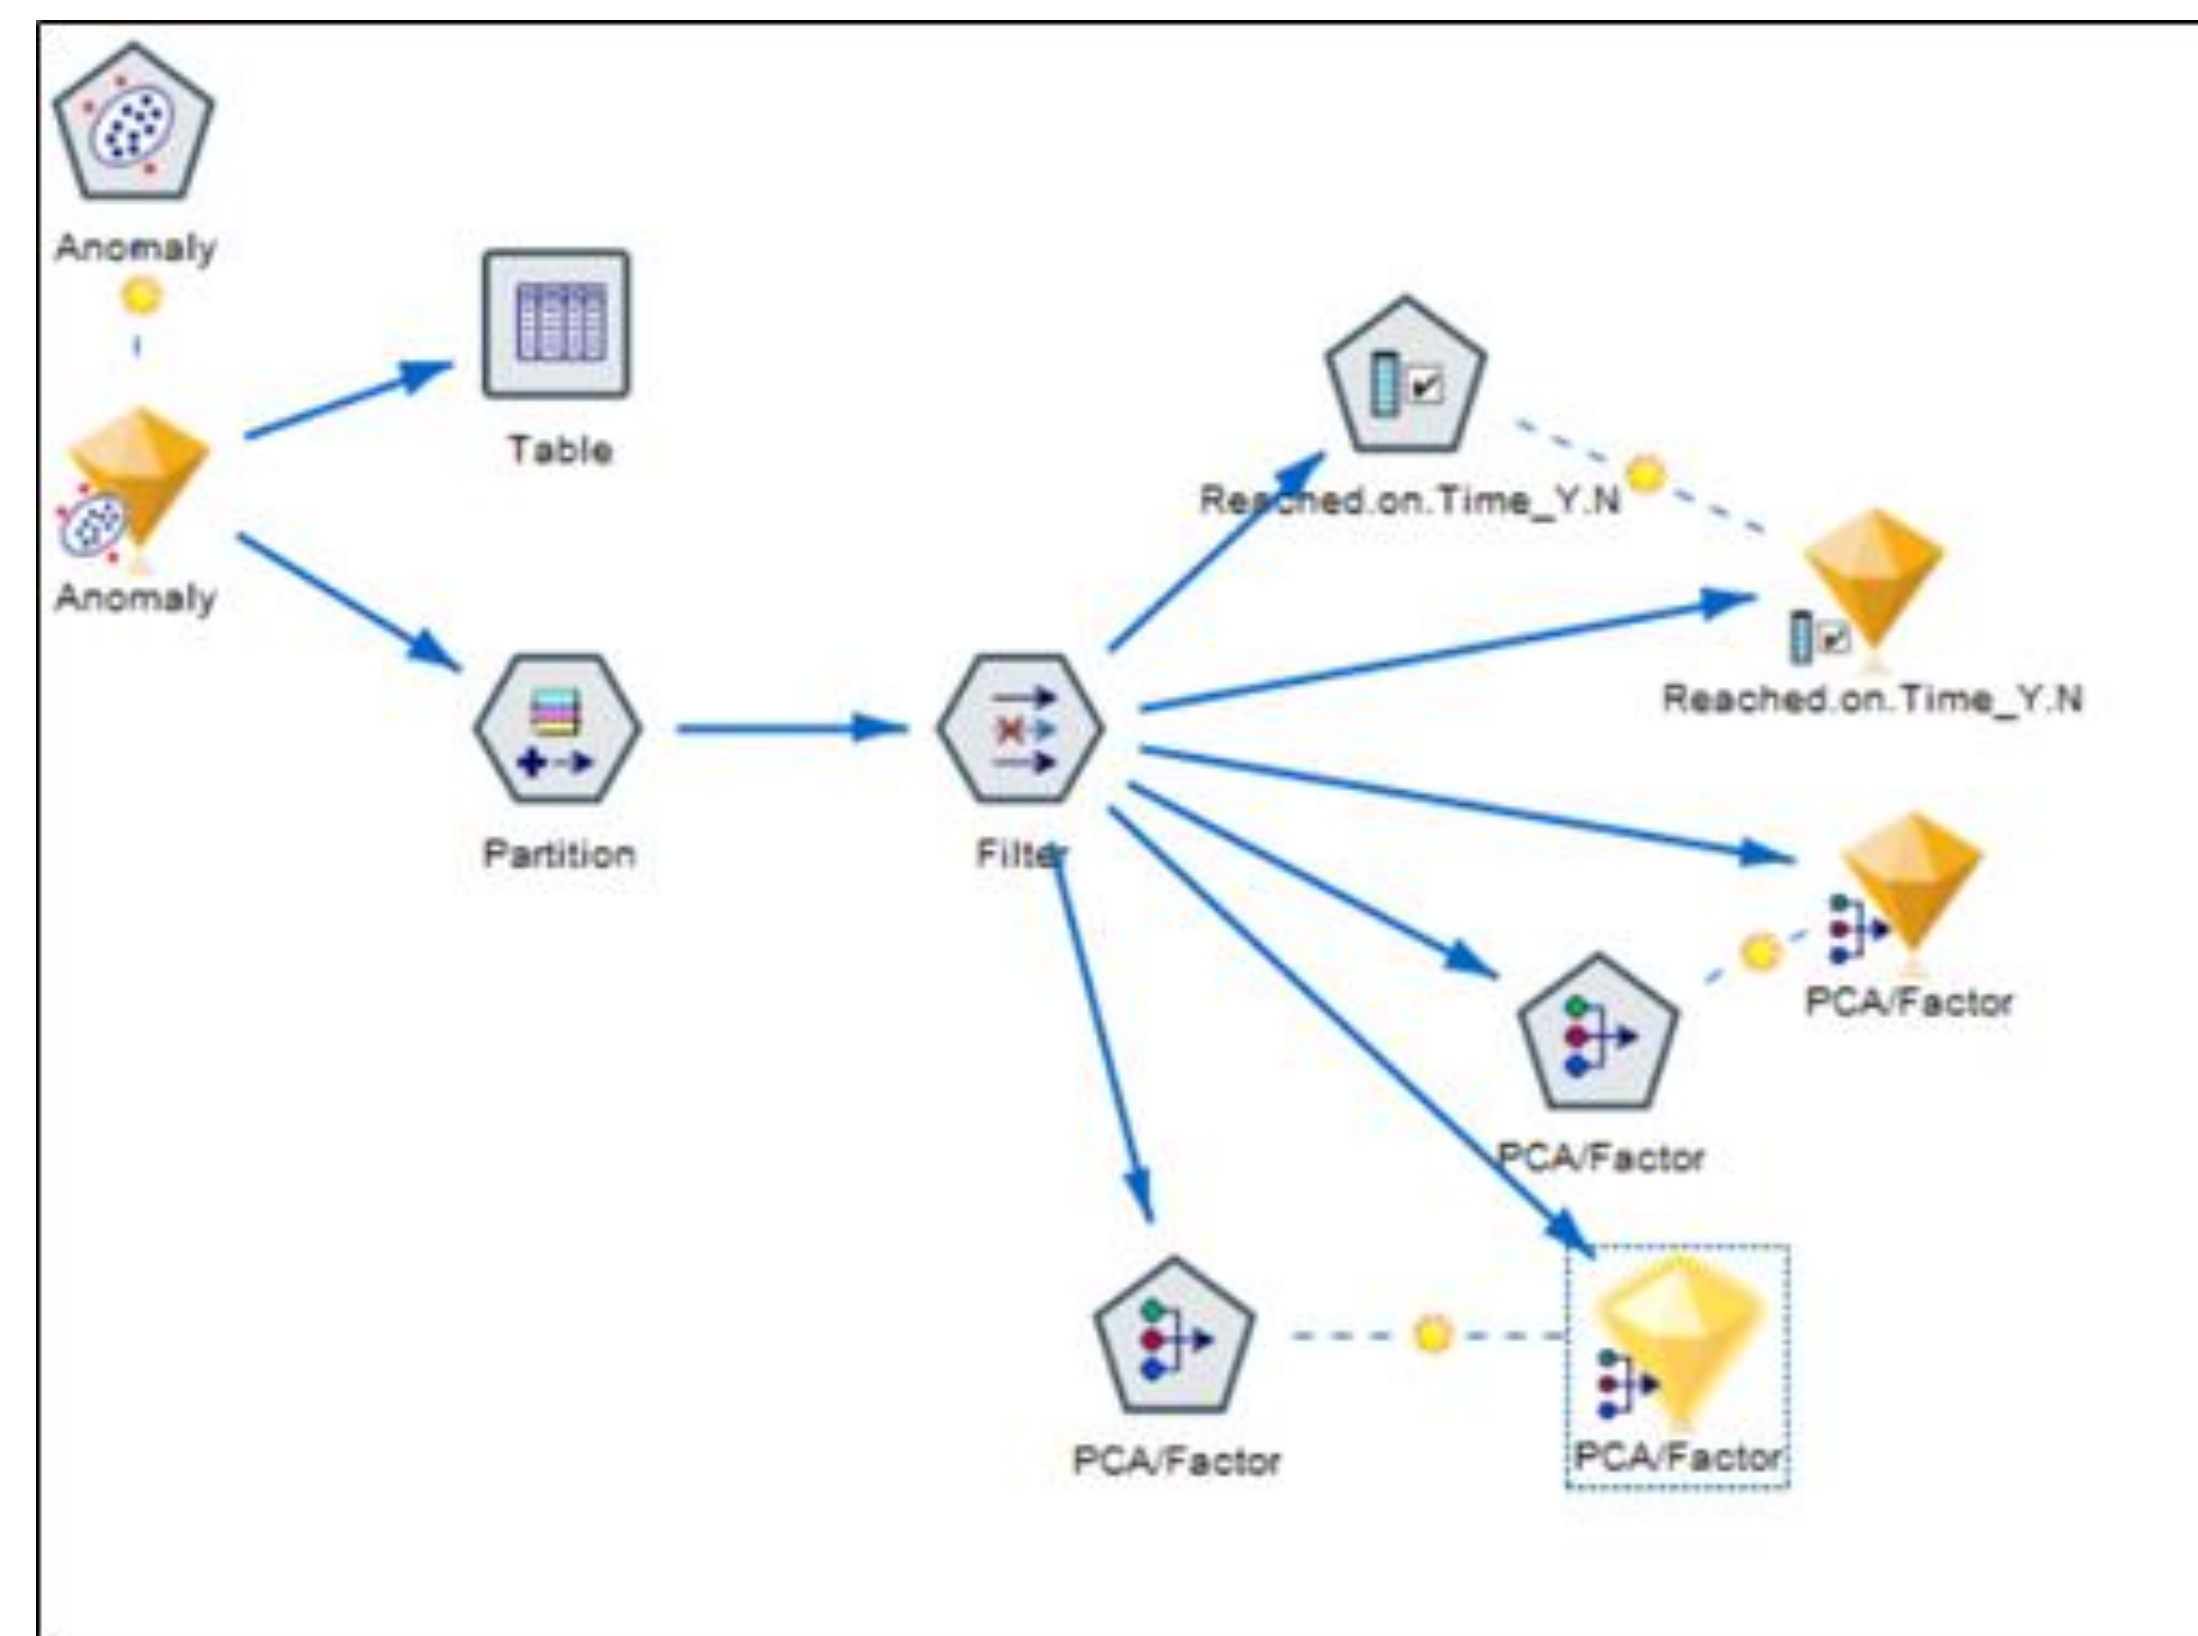 Anomaly
Table
Reached.on.Time_Y.N
Anomaly
Reached.on.Time_Y.N
Partition
Filter
PCA/Factor
PCA/Factor
PCA/Factor
PCA/Factor